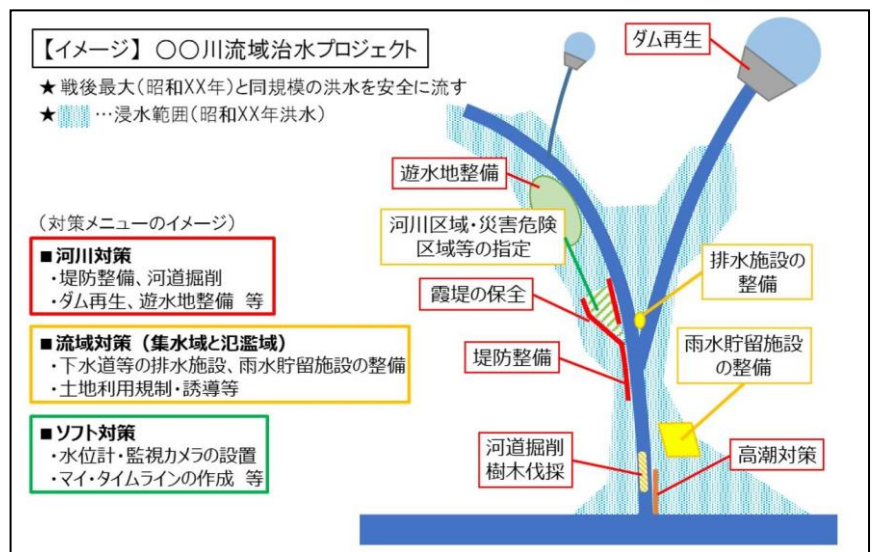 【イメージ】 〇〇川流域治水プロジェクト
★ 戦後最大(昭和XX年)と同規模の洪水を安全に流す
★ …浸水範囲(昭和XX年洪水)
(対策メニューのイメージ)
■河川対策
・堤防整備、河道掘削
・ダム再生、遊水地整備 等
■流域対策(集水域と氾濫域)
・下水道等の排水施設、雨水貯留施設の整備
・土地利用規制・誘導等
■ソフト対策
・水位計・監視カメラの設置
・マイ・タイムラインの作成 等
ダム再生
遊水地整備
河川区域・災害危険
区域等の指定
霞堤の保全
堤防整備
排水施設の
整備
雨水貯留施設
の整備
河道掘削
樹木伐採
高潮対策